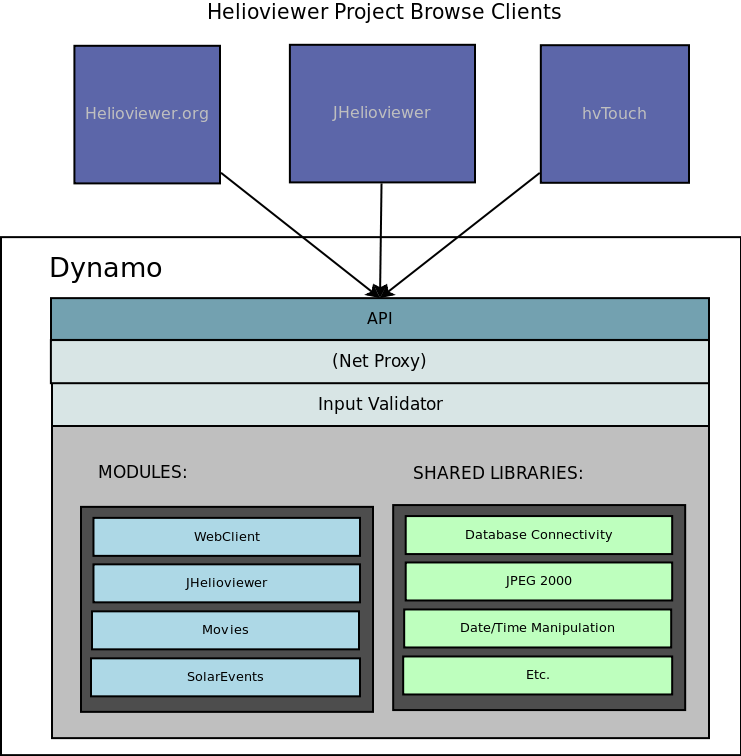 Helioviewer Project Browse Clients
Helioviewer.org
JHelioviewer
hvTouch
Dynamo
API
(Net Proxy)
Input Validator
MODULES:
WebClient
JHelioviewer
Movies
SolarEvents
SHARED LIBRARIES:
Database Connectivity
JPEG 2000
Date/Time Manipulation
Etc.